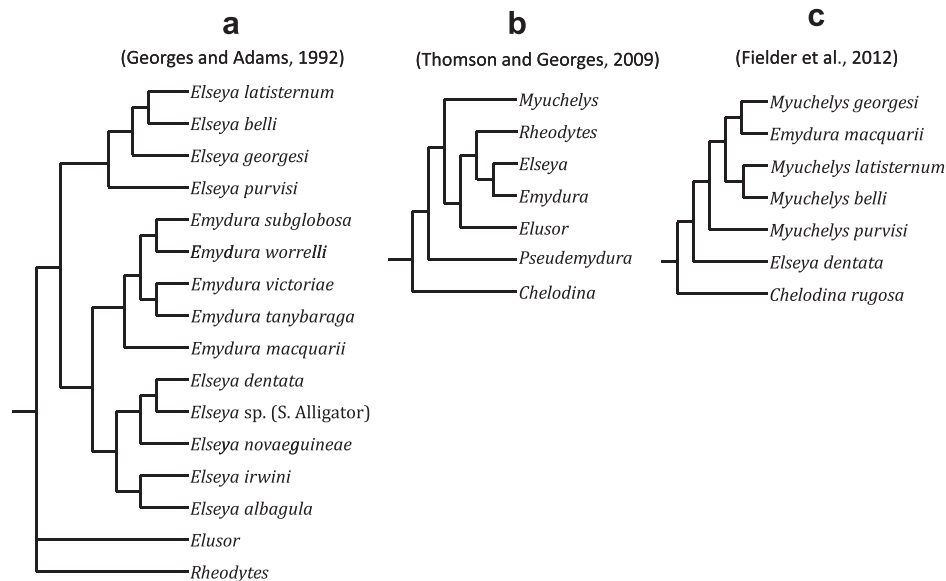 a
(Georges and Adams, 1992)
Elseya latisternum
Elseya belli
Elseya georgesi
Elseya purvisi
Emydura subglobosa
Emydura worrelli
Emydura victoriae
Emydura tanybaraga
Emydura macquarii
Elseya dentata
Elseya sp. (S. Alligator)
Elseya novaeguineae
Elseya irwini
Elseya albagula
Elusor
Rheodytes
b
(Thomson and Georges, 2009)
Myuchelys
Rheodytes
Elseya
Emydura
Elusor
Pseudemydura
Chelodina
c
(Fielder et al., 2012)
Myuchelys georgesi
Emydura macquarii
Myuchelys latisternum
Myuchelys belli
Myuchelys purvisi
Elseya dentata
Chelodina rugosa